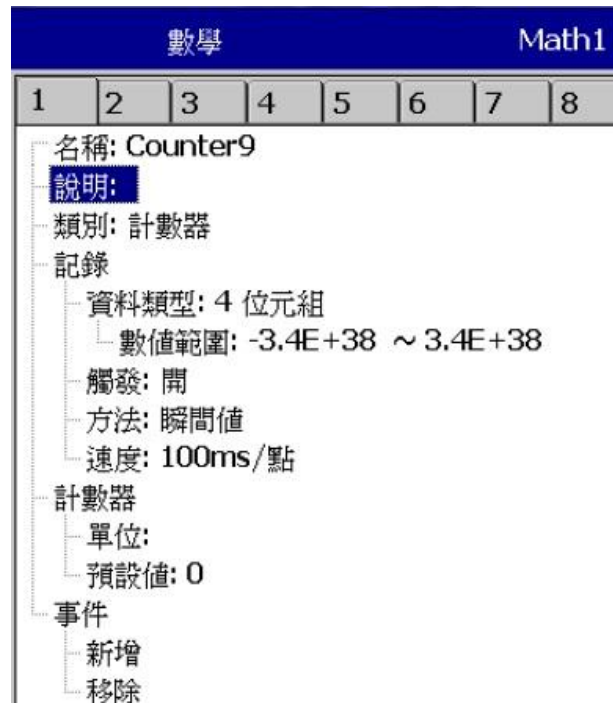 數學 Math1
1 2 3 4 5 6 7 8
名稱: Counter9
說明:
類別: 計數器
記錄
資料類型: 4 位元組
數值範圍: -3.4E+38 ~ 3.4E+38
觸發: 開
方法: 瞬間值
速度: 100ms/點
計數器
單位:
預設值: 0
事件
新增
移除